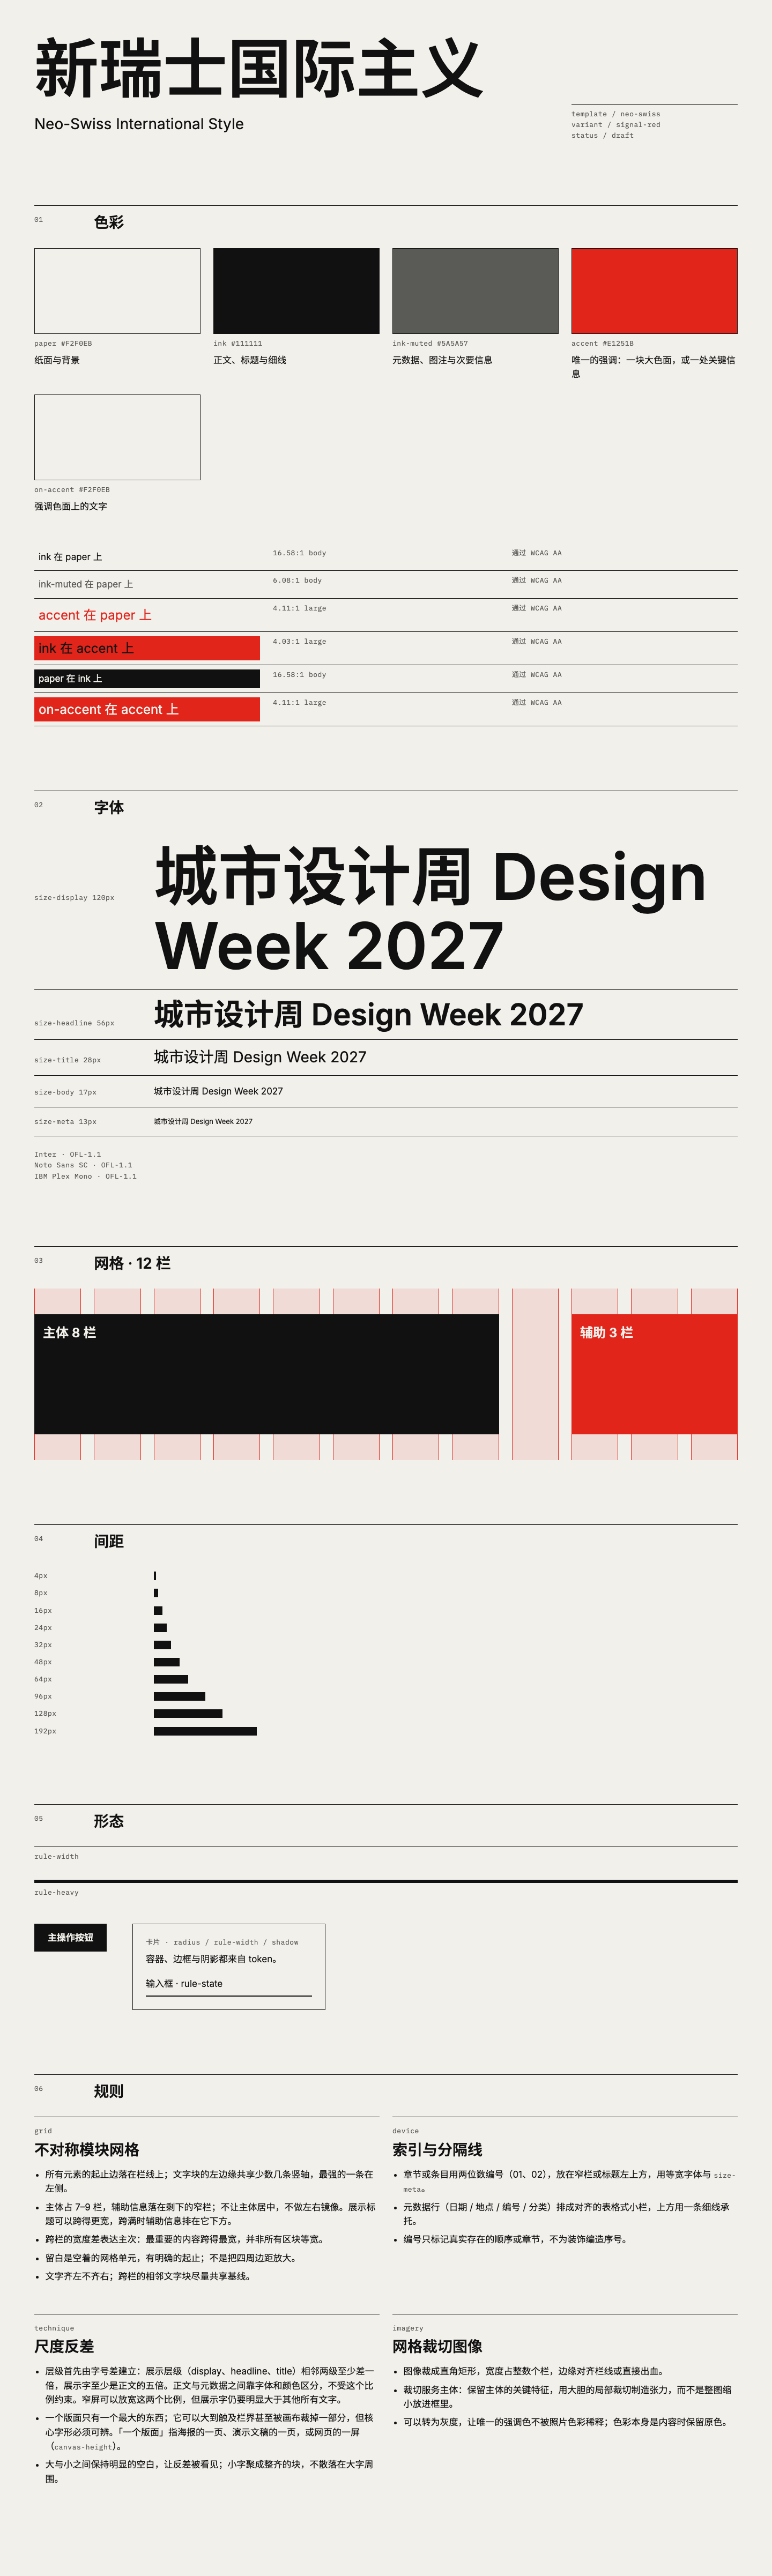 新瑞士国际主义
Neo-Swiss International Style
template / neo-swiss
variant / signal-red
status / draft
01
色彩
paper #F2F0EB
纸面与背景
ink #111111
正文、标题与细线
ink-muted #5A5A57
元数据、图注与次要信息
accent #E1251B
唯一的强调：一块大色面，或一处关键信
息
on-accent #F2F0EB
强调色面上的文字
ink 在 paper 上
16.58:1 body
通过 WCAG AA
ink-muted 在 paper 上
6.08:1 body
通过 WCAG AA
accent 在 paper 上
4.11:1 large
通过 WCAG AA
ink 在 accent 上
4.03:1 large
通过 WCAG AA
paper 在 ink 上
16.58:1 body
通过 WCAG AA
on-accent 在 accent 上
4.11:1 large
通过 WCAG AA
02
字体
size-display 120px
城市设计周 Design
Week 2027
size-headline 56px
城市设计周 Design Week 2027
size-title 28px
城市设计周 Design Week 2027
size-body 17px
城市设计周 Design Week 2027
size-meta 13px
城市设计周 Design Week 2027
Inter · OFL-1.1
Noto Sans SC · OFL-1.1
IBM Plex Mono · OFL-1.1
03
网格 · 12 栏
主体 8 栏
辅助 3 栏
04
间距
4px
8px
16px
24px
32px
48px
64px
96px
128px
192px
05
形态
rule-width
rule-heavy
主操作按钮
卡片 · radius / rule-width / shadow
容器、边框与阴影都来自 token。
输入框 · rule-state
06
规则
grid
不对称模块网格
• 所有元素的起止边落在栏线上；文字块的左边缘共享少数几条竖轴，最强的一条在
左侧。
• 主体占 7–9 栏，辅助信息落在剩下的窄栏；不让主体居中，不做左右镜像。展示标
题可以跨得更宽，跨满时辅助信息排在它下方。
• 跨栏的宽度差表达主次：最重要的内容跨得最宽，并非所有区块等宽。
• 留白是空着的网格单元，有明确的起止；不是把四周边距放大。
• 文字齐左不齐右；跨栏的相邻文字块尽量共享基线。
device
索引与分隔线
• 章节或条目用两位数编号（01、02），放在窄栏或标题左上方，用等宽字体与 size-
meta。
• 元数据行（日期 / 地点 / 编号 / 分类）排成对齐的表格式小栏，上方用一条细线承
托。
• 编号只标记真实存在的顺序或章节，不为装饰编造序号。
technique
尺度反差
• 层级首先由字号差建立：展示层级（display、headline、title）相邻两级至少差一
倍，展示字至少是正文的五倍。正文与元数据之间靠字体和颜色区分，不受这个比
例约束。窄屏可以放宽这两个比例，但展示字仍要明显大于其他所有文字。
• 一个版面只有一个最大的东西；它可以大到触及栏界甚至被画布裁掉一部分，但核
心字形必须可辨。「一个版面」指海报的一页、演示文稿的一页，或网页的一屏
（canvas-height）。
• 大与小之间保持明显的空白，让反差被看见；小字聚成整齐的块，不散落在大字周
围。
imagery
网格裁切图像
• 图像裁成直角矩形，宽度占整数个栏，边缘对齐栏线或直接出血。
• 裁切服务主体：保留主体的关键特征，用大胆的局部裁切制造张力，而不是整图缩
小放进框里。
• 可以转为灰度，让唯一的强调色不被照片色彩稀释；色彩本身是内容时保留原色。